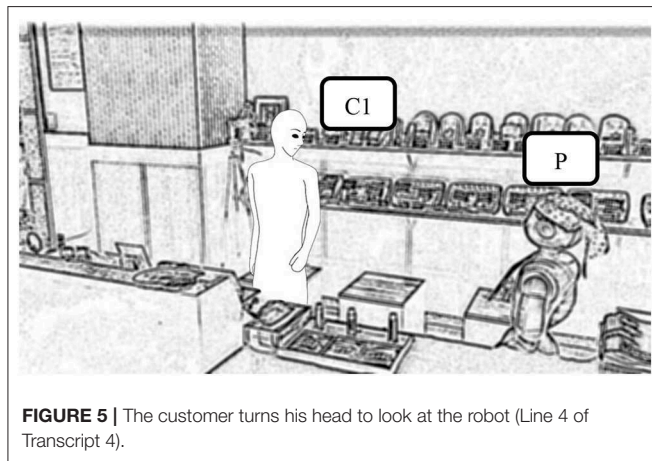 C1
P
FIGURE 5 | The customer turns his head to look at the robot (Line 4 of
Transcript 4).